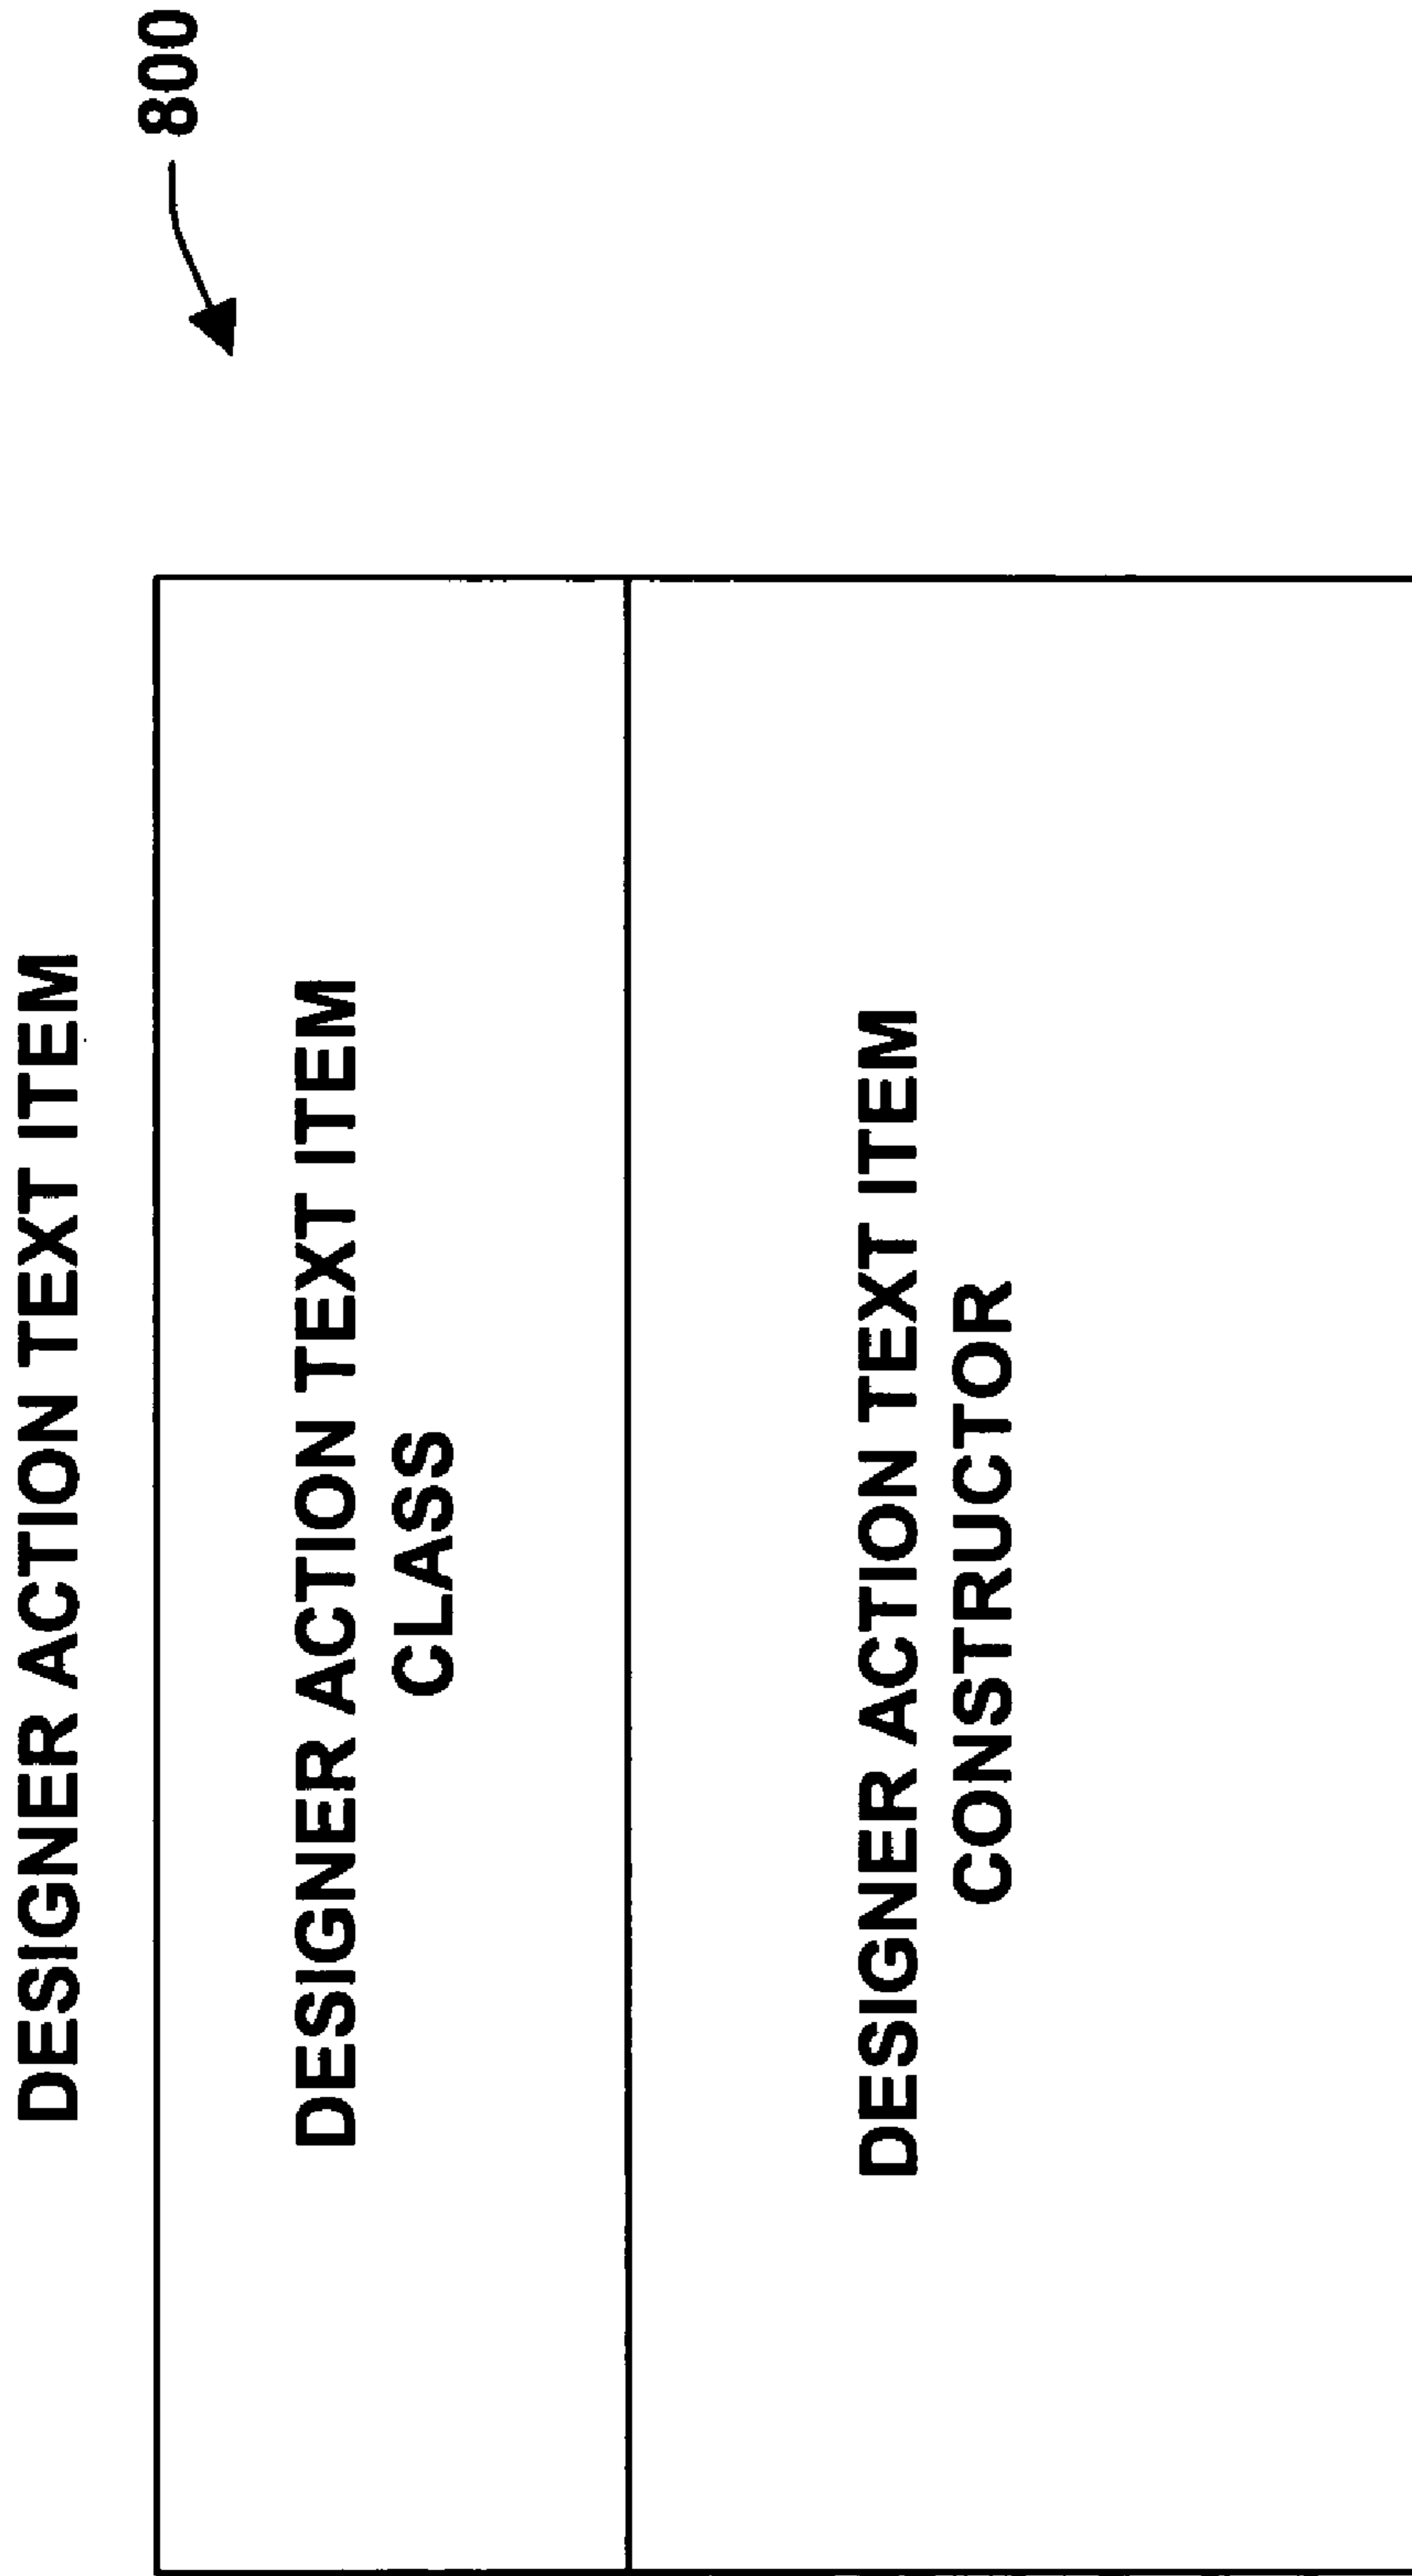 DESIGNER ACTION TEXT ITEM
800
DESIGNER ACTION TEXT ITEM
CLASS
DESIGNER ACTION TEXT ITEM
CONSTRUCTOR